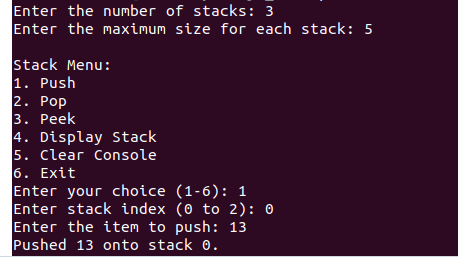 Enter the number of stacks: 3
Enter the maximum size for each stack: 5
Stack Menu:
1. Push
2. Pop
3. Peek
4. Display Stack
5. Clear Console
6. Exit
Enter your choice (1-6): 1
Enter stack index (0 to 2): 0
Enter the item to push: 13
Pushed 13 onto stack 0.